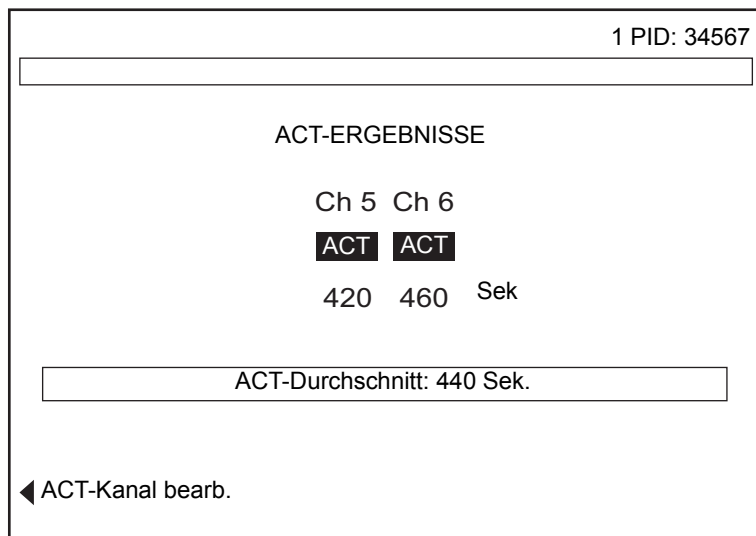 1 PID: 34567
ACT-ERGEBNISSE
Ch 5 Ch 6
ACT ACT
420 460 Sek
ACT-Durchschnitt: 440 Sek.
ACT-Kanal bearb.